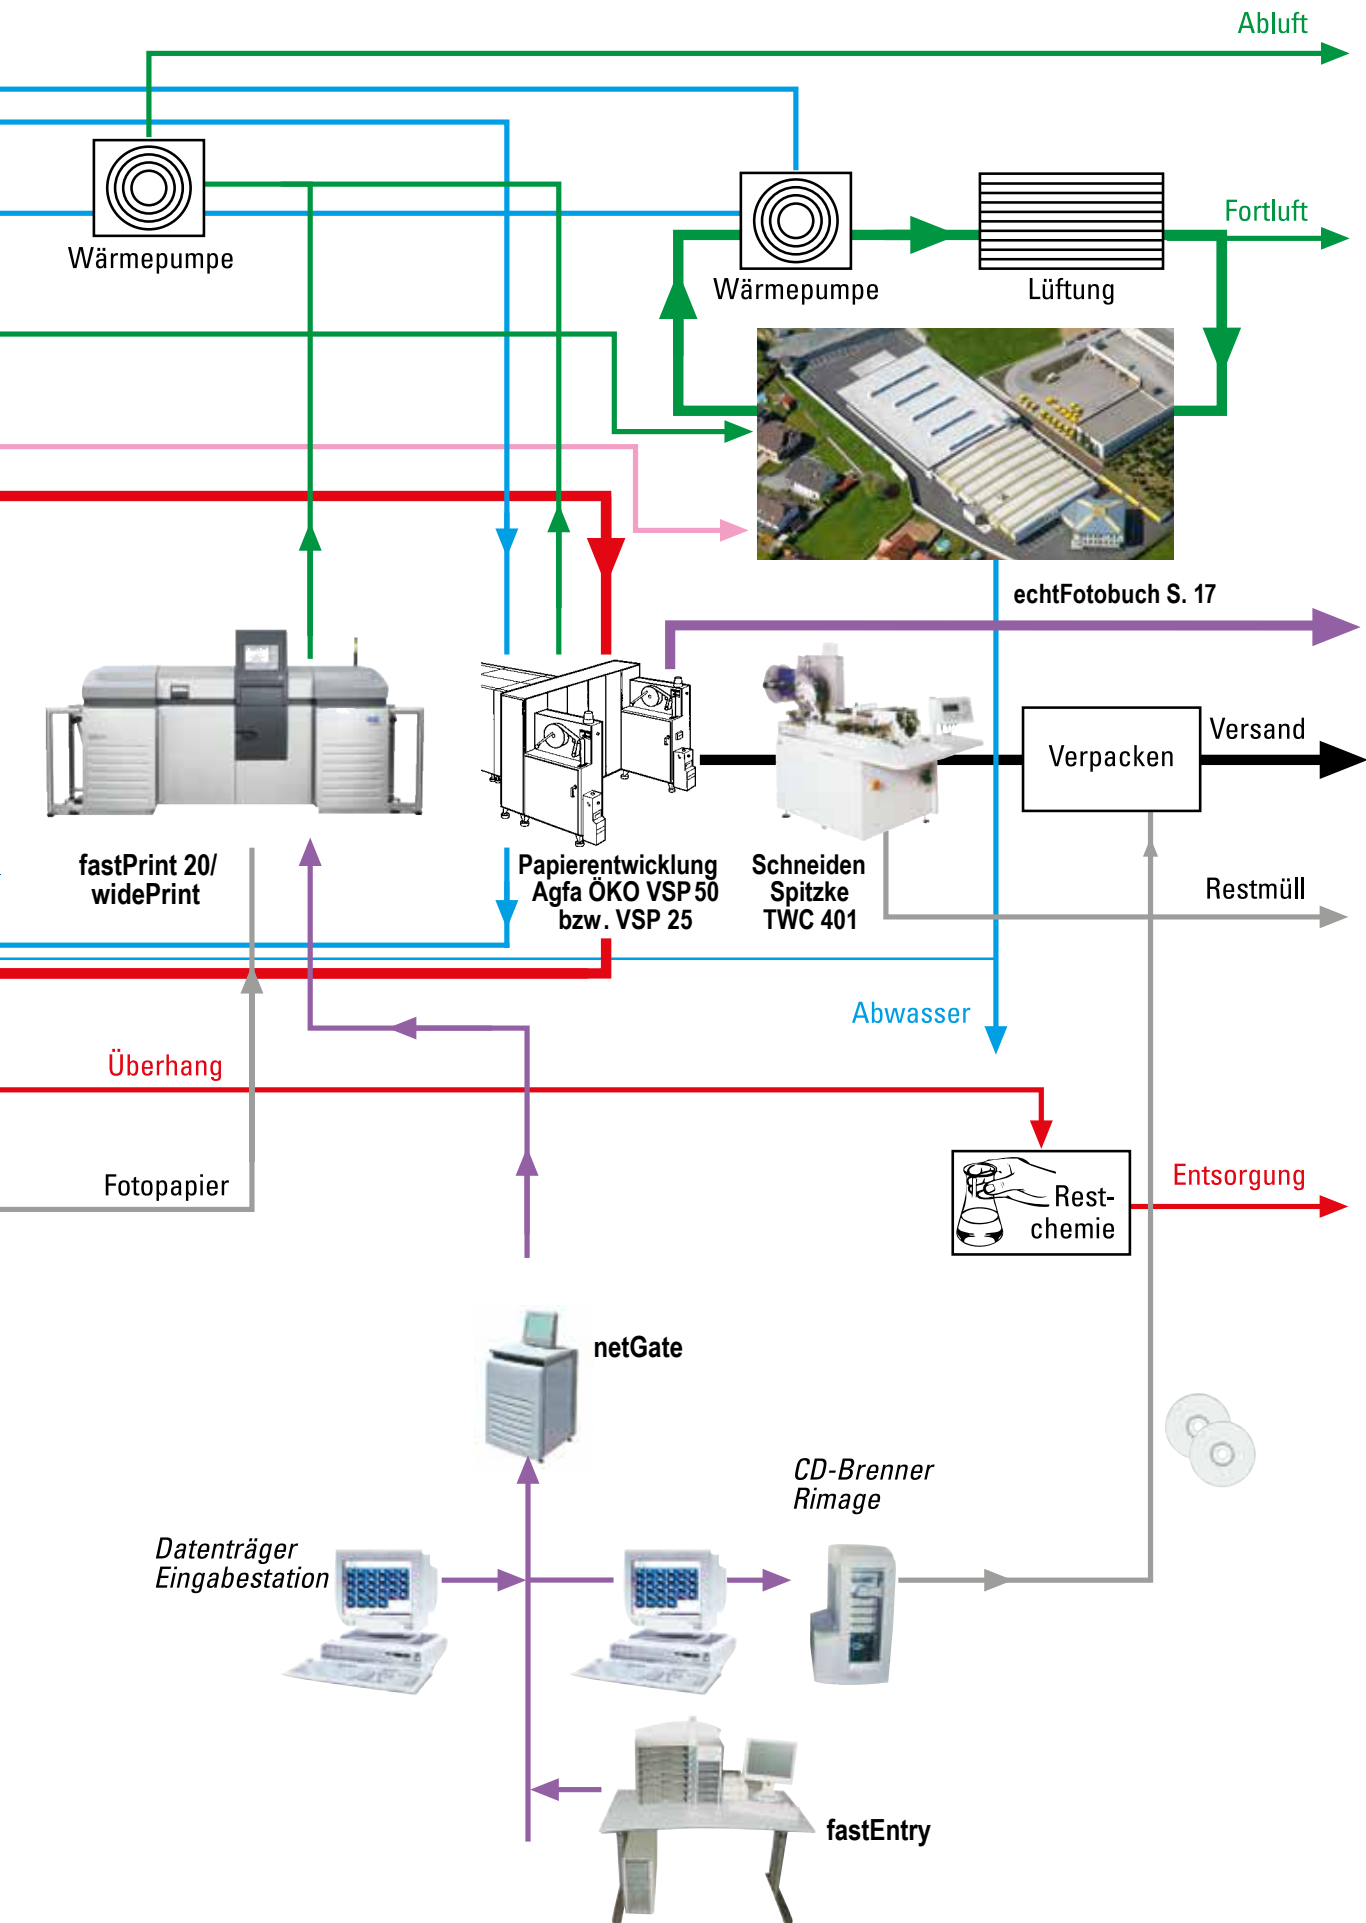 Abluft
Wärmepumpe
Fortluft
Wärmepumpe
Lüftung
echtFotobuch S. 17
Versand
Verpacken
fastPrint 20/
widePrint
Papierentwicklung
Agfa ÖKO VSP 50
bzw. VSP 25
Schneiden
Spitzke
TWC 401
Restmüll
Abwasser
Überhang
Fotopapier
Rest-
chemie
Entsorgung
netGate
CD-Brenner
Rimage
Datenträger
Eingabestation
fastEntry